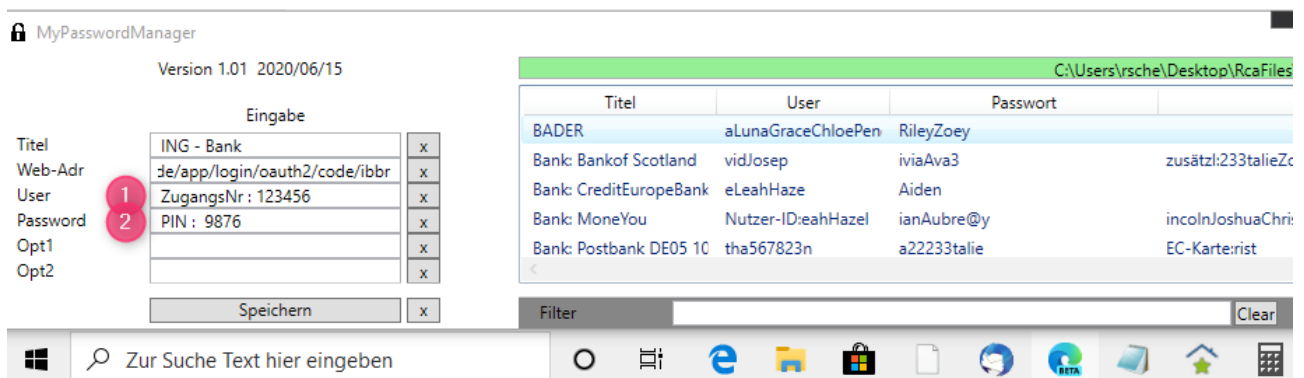 MyPasswordManager
Version 1.01 2020/06/15
C:\Users\rsche\Desktop\RcaFiles\
Eingabe
Titel ING - Bank x
Web-Adr de/app/login/oauth2/code/ibbr x
User 1 ZugangsNr : 123456 x
Password 2 PIN : 9876 x
Opt1 x
Opt2 x
Speichern x
Titel User Passwort
BADER aLunaGraceChloePen RileyZoey
Bank: Bankof Scotland vidJosep iviaAva3 zusätzl:233talieZo
Bank: CreditEuropeBank eLeahHaze Aiden
Bank: MoneYou Nutzer-ID:eahHazel ianAubre@y incolnJoshuaChris
Bank: Postbank DE05 10 tha567823n a22233talie EC-Karte:rist
Filter Clear
Zur Suche Text hier eingeben
BETA